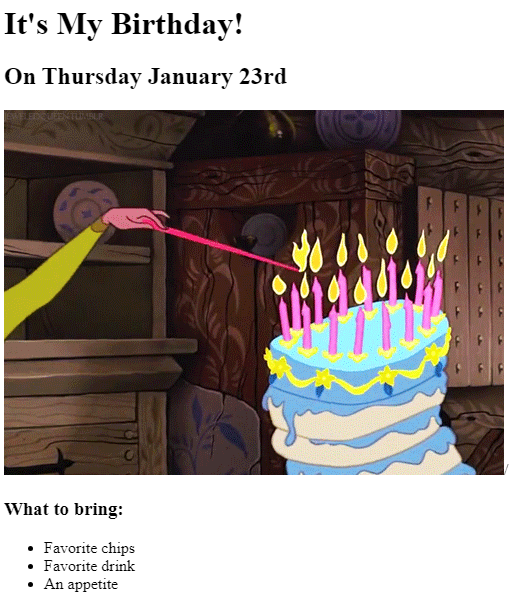 It's My Birthday!
On Thursday January 23rd
/
What to bring:
• Favorite chips
• Favorite drink
• An appetite